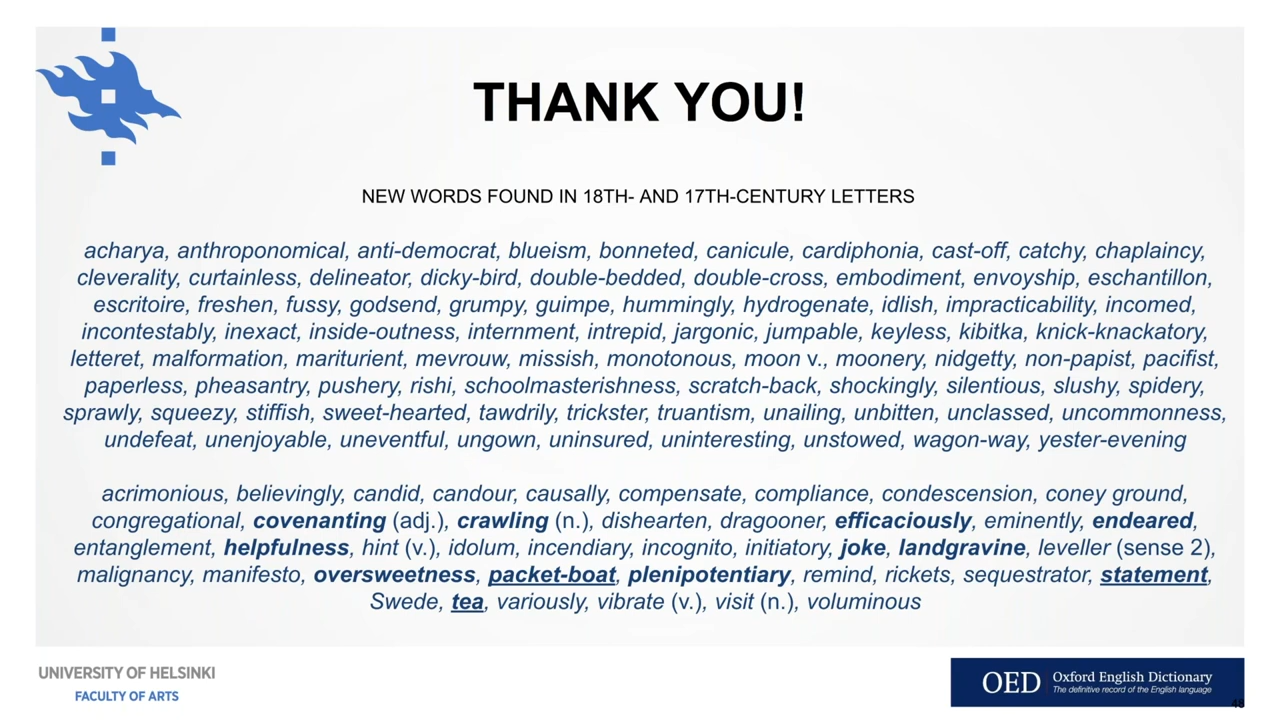 THANK YOU!
NEW WORDS FOUND IN 18TH- AND 17TH-CENTURY LETTERS
acharya, anthroponomical, anti-democrat, blueism, bonneted, canicule, cardiphonia, cast-off, catchy, chaplaincy,
cleverality, curtainless, delineator, dicky-bird, double-bedded, double-cross, embodiment, envoyship, eschantillon,
escritoire, freshen, fussy, godsend, grumpy, guimpe, hummingly, hydrogenate, idlish, impracticability, incomed,
incontestably, inexact, inside-outness, internment, intrepid, jargonic, jumpable, keyless, kibitka, knick-knackatory,
letteret, malformation, mariturient, mevrouw, missish, monotonous, moon v., moonery, nidgetty, non-papist, pacifist,
paperless, pheasantry, pushery, rishi, schoolmasterishness, scratch-back, shockingly, silentious, slushy, spidery,
sprawly, squeezy, stiffish, sweet-hearted, tawdrily, trickster, truantism, unailing, unbitten, unclassed, uncommonness,
undefeat, unenjoyable, uneventful, ungown, uninsured, uninteresting, unstowed, wagon-way, yester-evening
acrimonious, believingly, candid, candour, causally, compensate, compliance, condescension, coney ground,
congregational, covenanting (adj.), crawling (n.), dishearten, dragooner, efficaciously, eminently, endeared,
entanglement, helpfulness, hint (v.), idolum, incendiary, incognito, initiatory, joke, landgravine, leveller (sense 2),
malignancy, manifesto, oversweetness, packet-boat, plenipotentiary, remind, rickets, sequestrator, statement,
Swede, tea, variously, vibrate (v.), visit (n.), voluminous
UNIVERSITY OF HELSINKI
FACULTY OF ARTS
OED Oxford English Dictionary
The definitive record of the English language
18